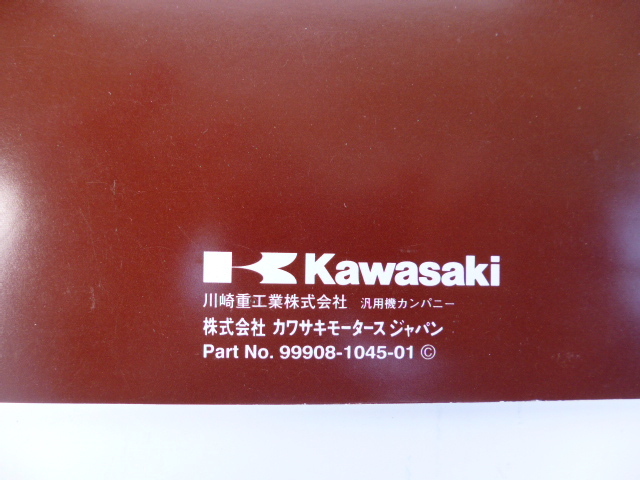 Kawasaki
川崎重工業株式会社 汎用機カンパニー
株式会社 カワサキモータースジャパン
Part No. 99908-1045-01 ©